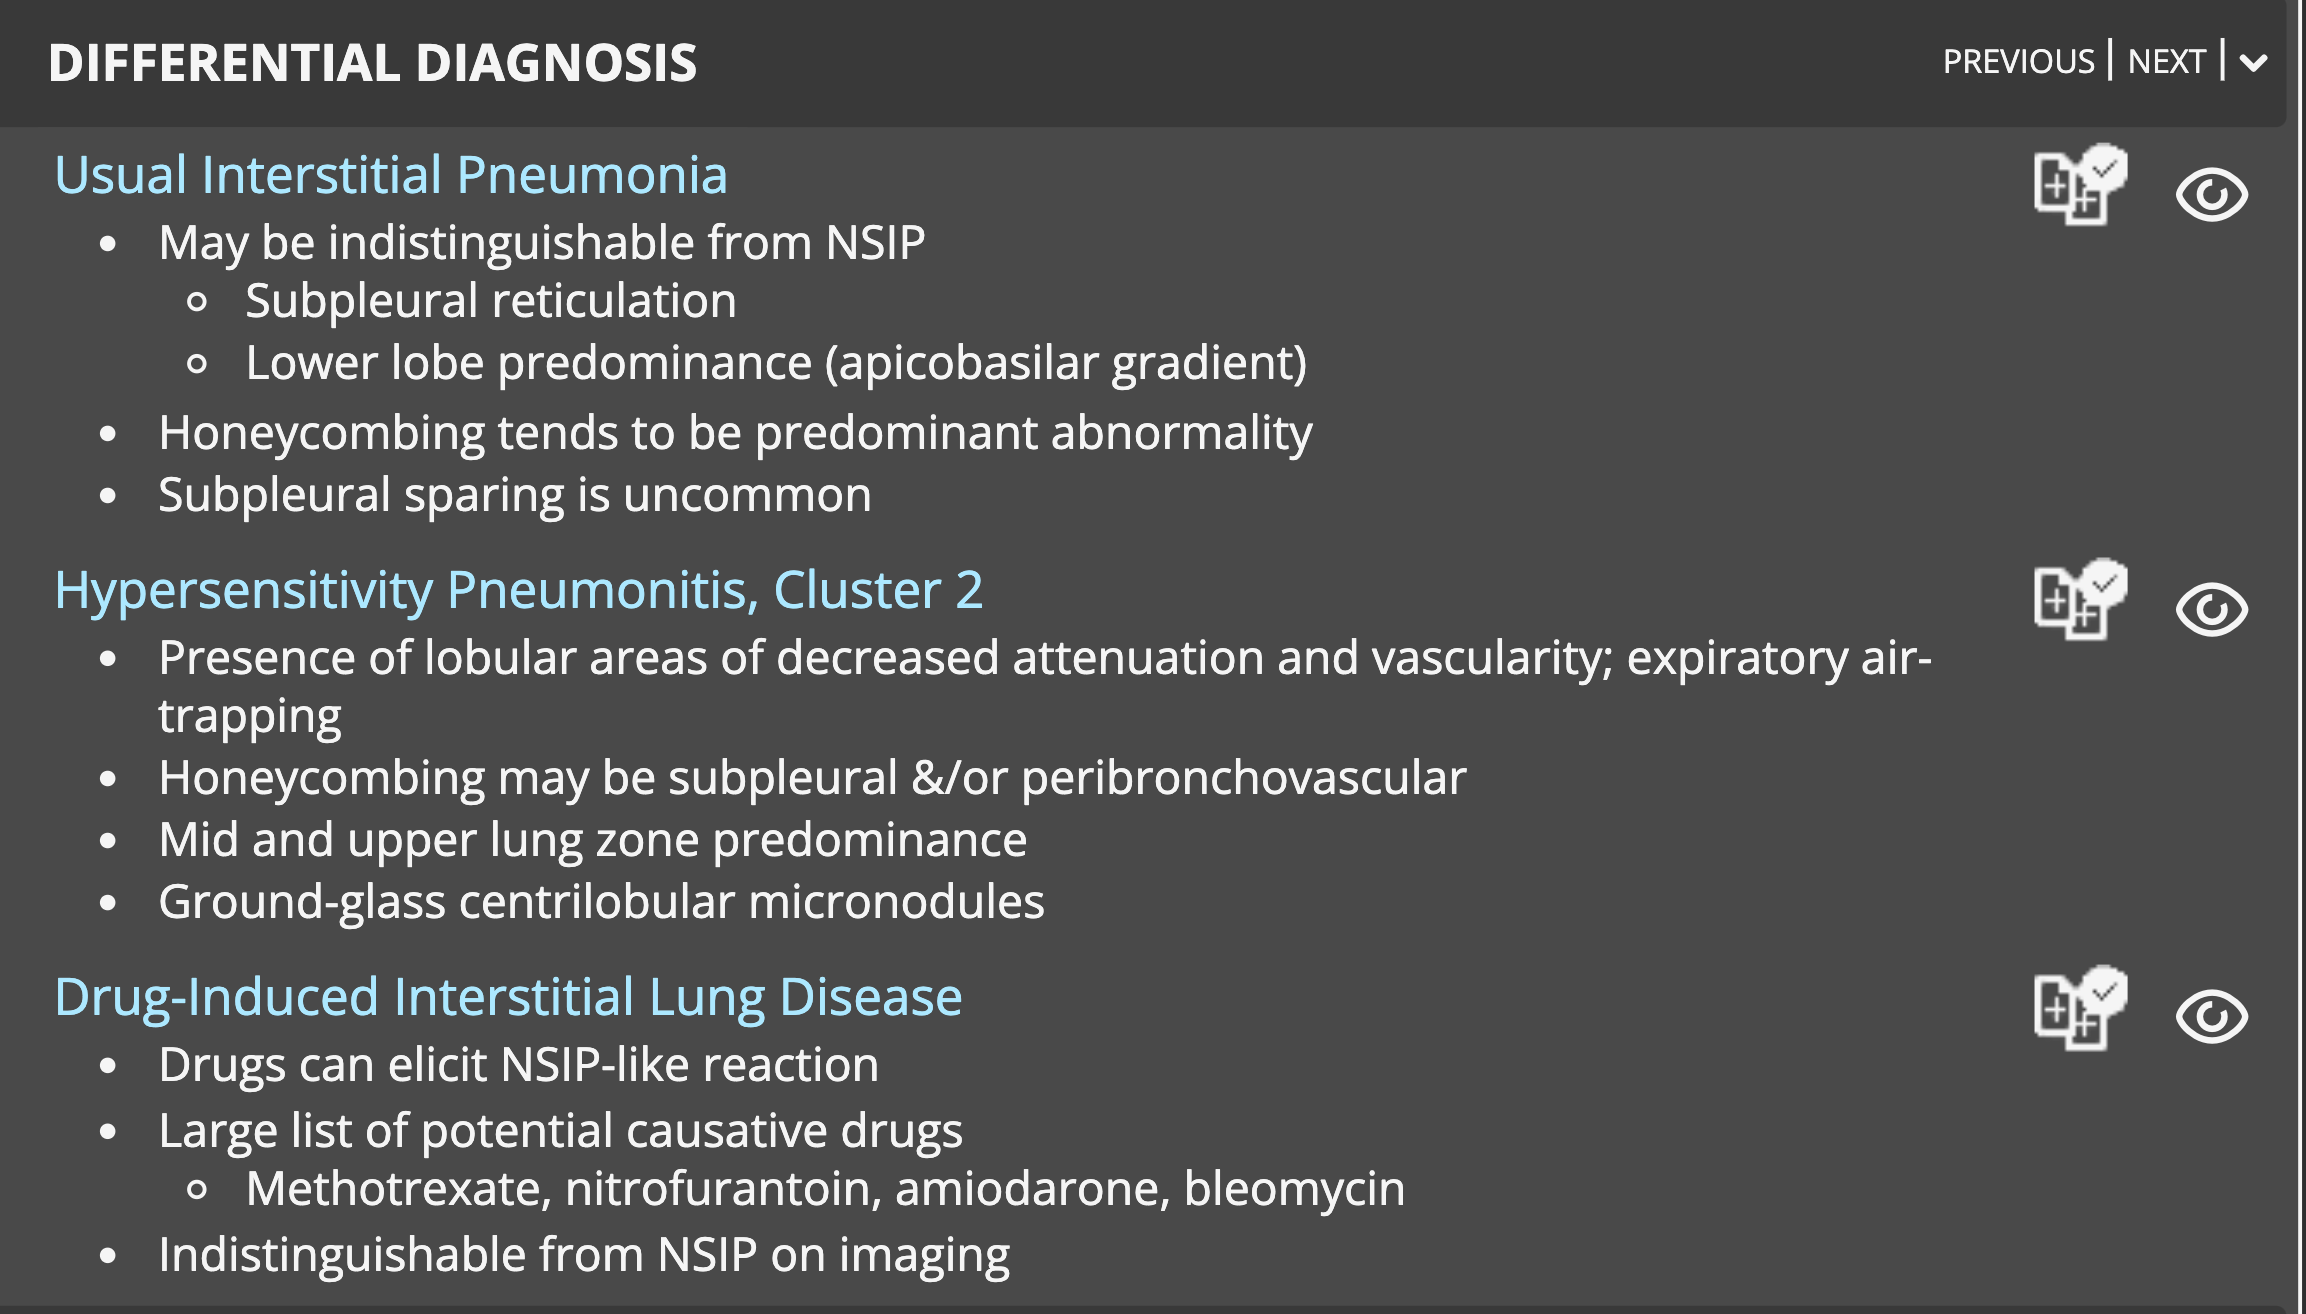 DIFFERENTIAL DIAGNOSIS
PREVIOUS | NEXT |
Usual Interstitial Pneumonia
• May be indistinguishable from NSIP
○ Subpleural reticulation
○ Lower lobe predominance (apicobasilar gradient)
• Honeycombing tends to be predominant abnormality
• Subpleural sparing is uncommon
Hypersensitivity Pneumonitis, Cluster 2
• Presence of lobular areas of decreased attenuation and vascularity; expiratory air-
trapping
• Honeycombing may be subpleural &/or peribronchovascular
• Mid and upper lung zone predominance
• Ground-glass centrilobular micronodules
Drug-Induced Interstitial Lung Disease
• Drugs can elicit NSIP-like reaction
• Large list of potential causative drugs
○ Methotrexate, nitrofurantoin, amiodarone, bleomycin
• Indistinguishable from NSIP on imaging